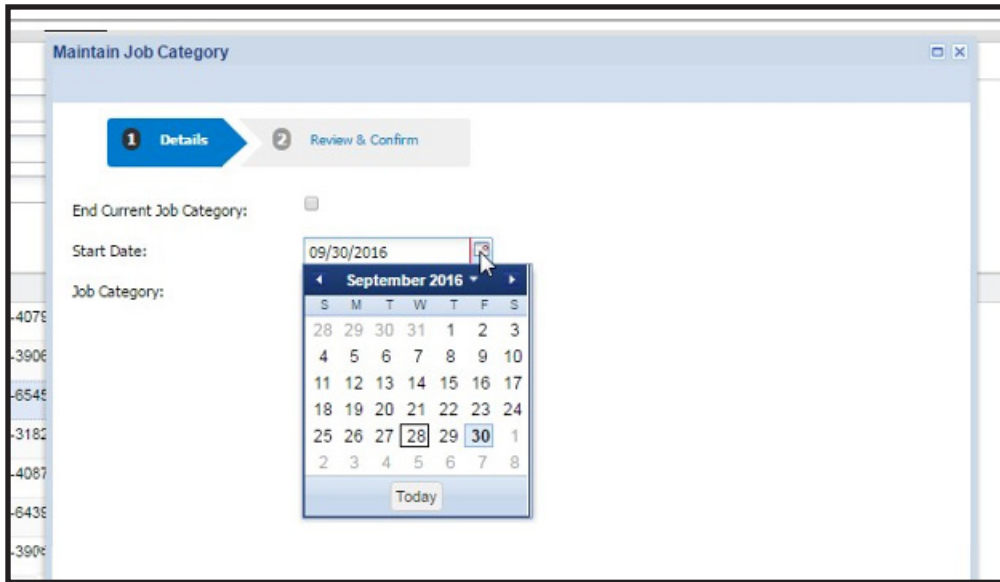 Maintain Job Category
1 Details 2 Review & Confirm
End Current Job Category:
Start Date: 09/30/2016
Job Category:
September 2016
S M T W T F S
28 29 30 31 1 2 3
4 5 6 7 8 9 10
11 12 13 14 15 16 17
18 19 20 21 22 23 24
25 26 27 28 29 30 1
2 3 4 5 6 7 8
Today
-4079
-3906
-6545
-3182
-4087
-6439